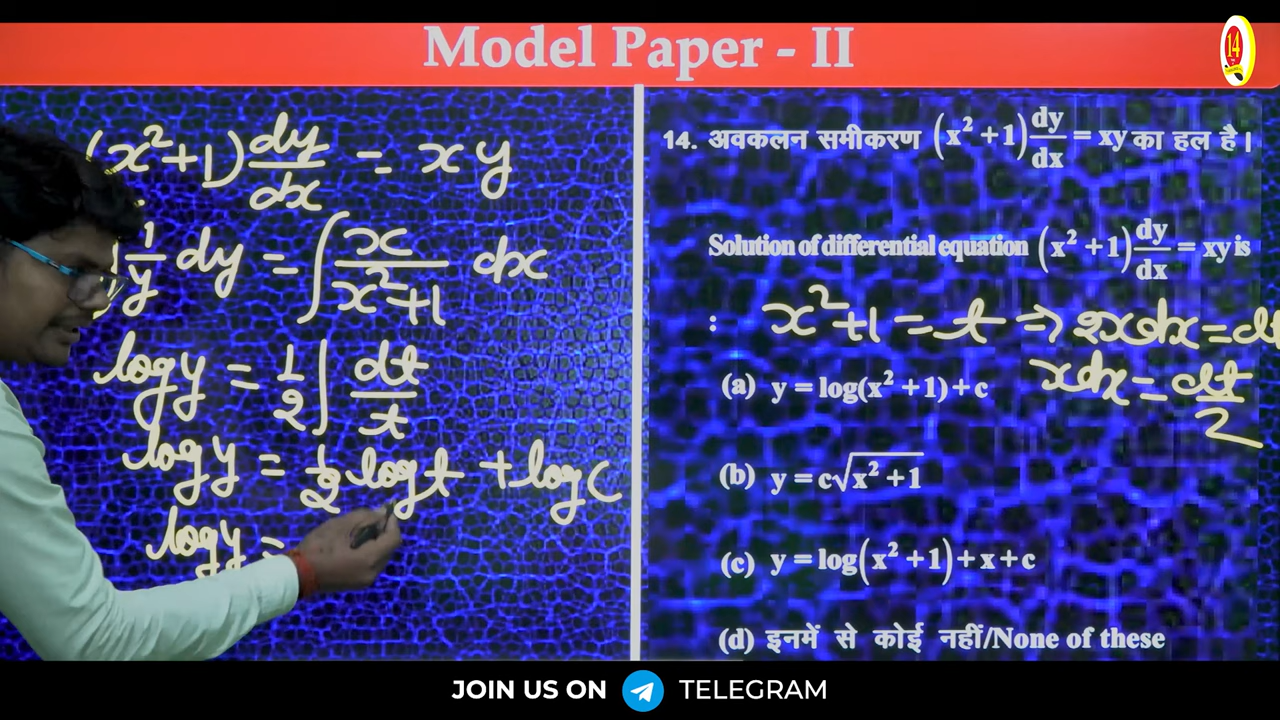 Model Paper - II
14
(x²+1) dy/dx = xy
∫ 1/y dy = ∫ x/x²+1 dx
log y = 1/2 ∫ dt/t
log y = 1/2 log t + log c
log y =
14. अवकलन समीकरण (x² +1) dy/dx = xy का हल है।
Solution of differential equation (x² +1) dy/dx = xy is
: x²+1 = t ⇒ 2x dx = dt
x dx = dt/2
(a) y = log(x² +1) + c
(b) y = c√x² +1
(c) y = log(x² +1) + x + c
(d) इनमें से कोई नहीं/None of these
JOIN US ON TELEGRAM